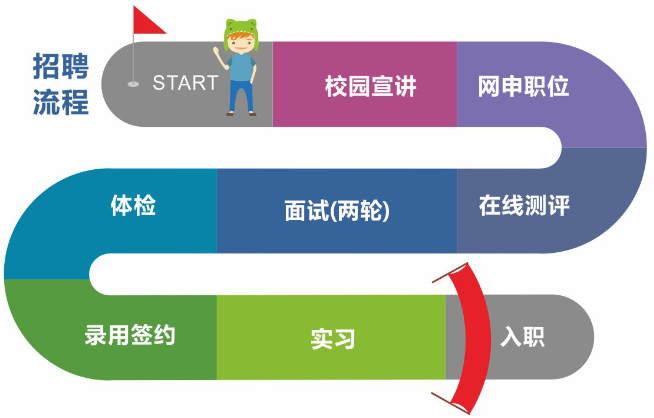 招聘
流程
START
校园宣讲
网申职位
在线测评
面试(两轮)
体检
录用签约
实习
入职